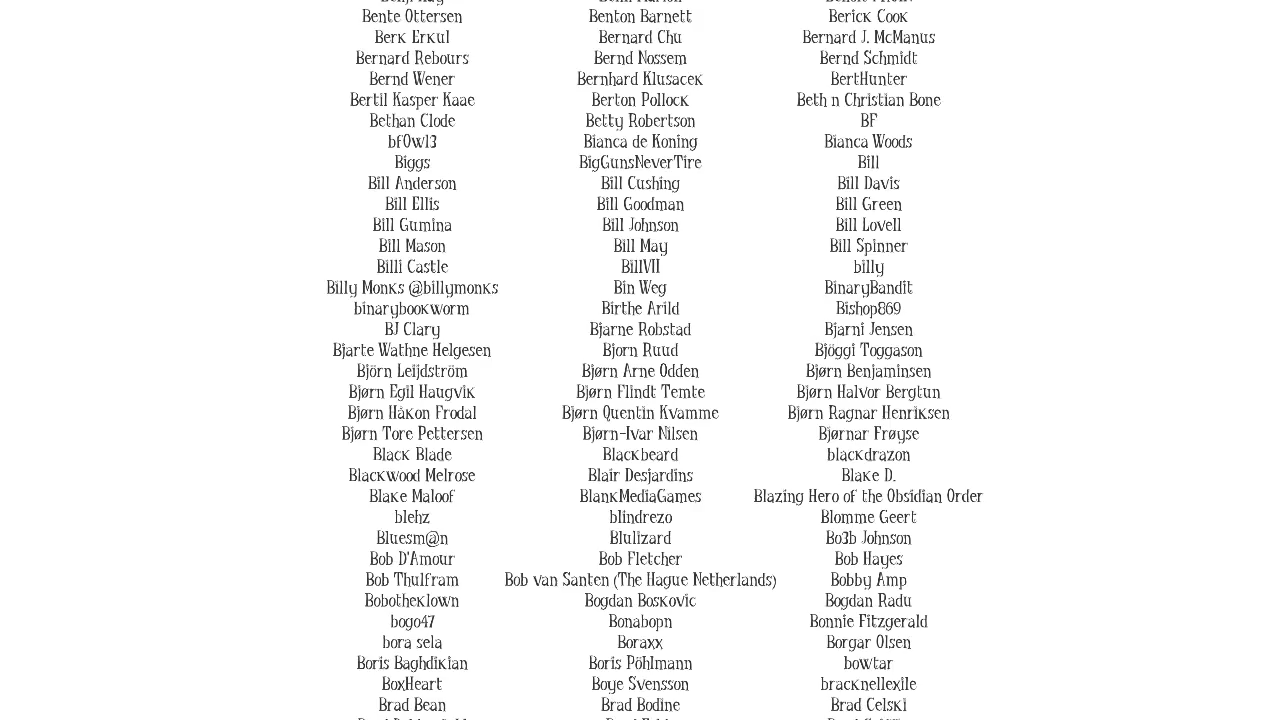 Bente Ottersen Benton Barnett Berick Cook
Berk Erkul Bernard Chu Bernard J. McManus
Bernard Rebours Bernd Nossem Bernd Schmidt
Bernd Wener Bernhard Klusacek BertHunter
Bertil Kasper Kaae Berton Pollock Beth n Christian Bone
Bethan Clode Betty Robertson BF
bf0wl3 Bianca de Koning Bianca Woods
Biggs BigGunsNeverTire Bill
Bill Anderson Bill Cushing Bill Davis
Bill Ellis Bill Goodman Bill Green
Bill Gumina Bill Johnson Bill Lovell
Bill Mason Bill May Bill Spinner
Billi Castle BillVII billy
Billy Monks @billymonks Bin Weg BinaryBandit
binarybookworm Birthe Arild Bishop869
BJ Clary Bjarne Robstad Bjarni Jensen
Bjarte Wathne Helgesen Bjorn Ruud Bjöggi Toggason
Björn Leijdström Bjørn Arne Odden Bjørn Benjaminsen
Bjørn Egil Haugvik Bjørn Flindt Temte Bjørn Halvor Bergtun
Bjørn Håkon Frodal Bjørn Quentin Kvamme Bjørn Ragnar Henriksen
Bjørn Tore Pettersen Bjørn-Ivar Nilsen Bjørnar Frøyse
Black Blade Blackbeard blackdrazon
Blackwood Melrose Blair Desjardins Blake D.
Blake Maloof BlankMediaGames Blazing Hero of the Obsidian Order
blehz blindrezo Blomme Geert
Bluesm@n Blulizard Bo3b Johnson
Bob D'Amour Bob Fletcher Bob Hayes
Bob Thulfram Bob van Santen (The Hague Netherlands) Bobby Amp
Bobotheklown Bogdan Boskovic Bogdan Radu
bogo47 Bonabopn Bonnie Fitzgerald
bora sela Boraxx Borgar Olsen
Boris Baghdikian Boris Pöhlmann bowtar
BoxHeart Boye Svensson bracknellexile
Brad Bean Brad Bodine Brad Celski